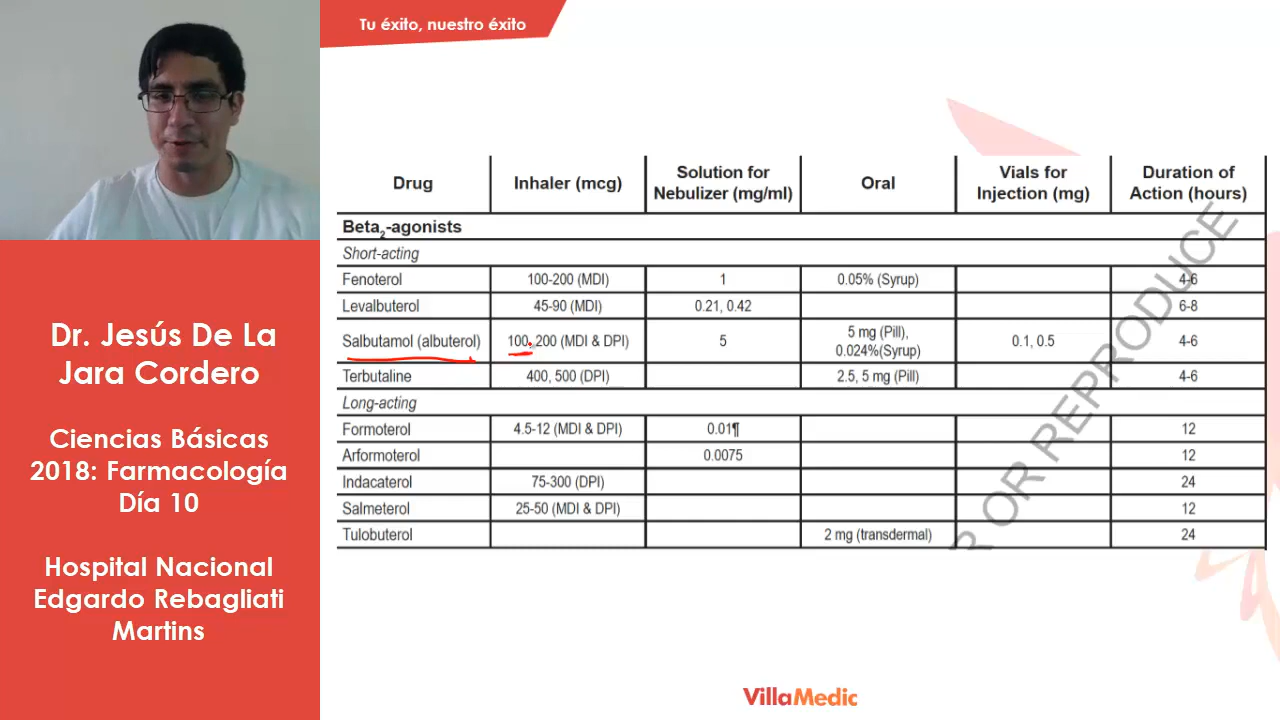 Tu éxito, nuestro éxito
Dr. Jesús De La
Jara Cordero
Ciencias Básicas
2018: Farmacología
Día 10
Hospital Nacional
Edgardo Rebagliati
Martins
Drug Inhaler (mcg) Solution for Nebulizer (mg/ml) Oral Vials for Injection (mg) Duration of Action (hours)
Beta2-agonists
Short-acting
Fenoterol 100-200 (MDI) 1 0.05% (Syrup) 4-6
Levalbuterol 45-90 (MDI) 0.21, 0.42 6-8
Salbutamol (albuterol) 100, 200 (MDI & DPI) 5 5 mg (Pill), 0.024%(Syrup) 0.1, 0.5 4-6
Terbutaline 400, 500 (DPI) 2.5, 5 mg (Pill) 4-6
Long-acting
Formoterol 4.5-12 (MDI & DPI) 0.01¶ 12
Arformoterol 0.0075 12
Indacaterol 75-300 (DPI) 24
Salmeterol 25-50 (MDI & DPI) 12
Tulobuterol 2 mg (transdermal) 24
R OR REPRODUCE
VillaMedic